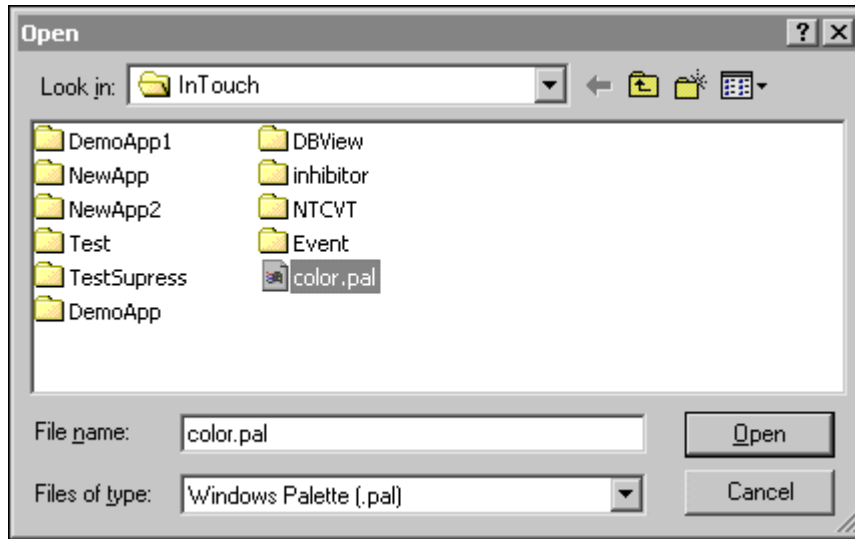 Open
Look in: InTouch
DemoApp1 DBView
NewApp inhibitor
NewApp2 NTCVT
Test Event
TestSupress color.pal
DemoApp
File name: color.pal Open
Files of type: Windows Palette (.pal) Cancel